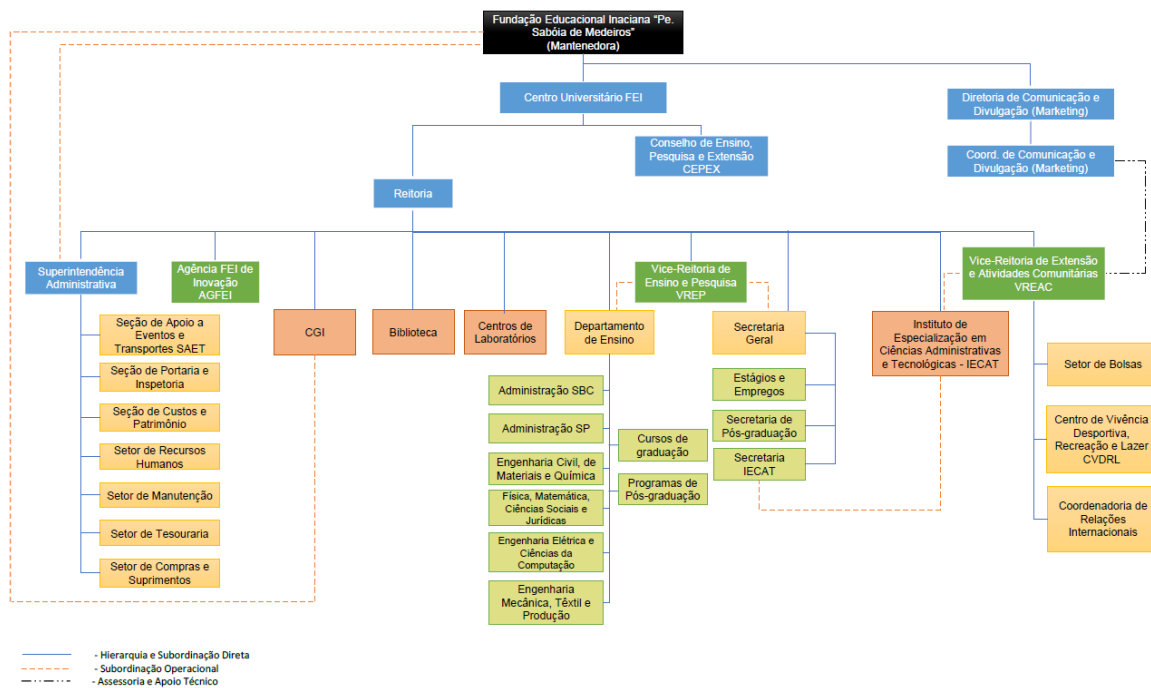 Fundação Educacional Inaciana “Pe.
Sabóia de Medeiros”
(Mantenedora)
Centro Universitário FEI
Diretoria de Comunicação e
Divulgação (Marketing)
Conselho de Ensino,
Pesquisa e Extensão
CEPEX
Coord. de Comunicação e
Divulgação (Marketing)
Reitoria
Superintendência
Administrativa
Agência FEI de
Inovação
AGFEI
Vice-Reitoria de
Ensino e Pesquisa
VREP
Vice-Reitoria de Extensão
e Atividades Comunitárias
VREAC
Seção de Apoio a
Eventos e
Transportes SAET
Seção de Portaria e
Inspetoria
Seção de Custos e
Patrimônio
Setor de Recursos
Humanos
Setor de Manutenção
Setor de Tesouraria
Setor de Compras e
Suprimentos
CGI
Biblioteca
Centros de
Laboratórios
Departamento
de Ensino
Administração SBC
Administração SP
Engenharia Civil, de
Materiais e Química
Física, Matemática,
Ciências Sociais e
Jurídicas
Engenharia Elétrica e
Ciências da
Computação
Engenharia
Mecânica, Têxtil e
Produção
Cursos de
graduação
Programas de
Pós-graduação
Secretaria
Geral
Estágios e
Empregos
Secretaria de
Pós-graduação
Secretaria
IECAT
Instituto de
Especialização em
Ciências Administrativas
e Tecnológicas - IECAT
Setor de Bolsas
Centro de Vivência
Desportiva,
Recreação e Lazer
CVDRL
Coordenadoria de
Relações
Internacionais
- Hierarquia e Subordinação Direta
- Subordinação Operacional
- Assessoria e Apoio Técnico